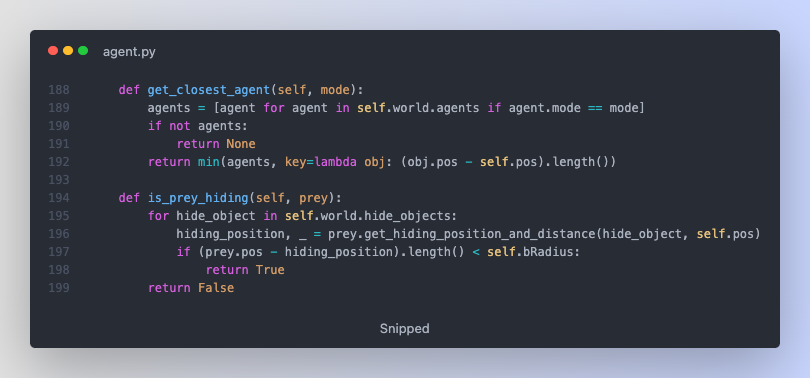 agent.py
188 def get_closest_agent(self, mode):
189 agents = [agent for agent in self.world.agents if agent.mode == mode]
190 if not agents:
191 return None
192 return min(agents, key=lambda obj: (obj.pos - self.pos).length())
193
194 def is_prey_hiding(self, prey):
195 for hide_object in self.world.hide_objects:
196 hiding_position, _ = prey.get_hiding_position_and_distance(hide_object, self.pos)
197 if (prey.pos - hiding_position).length() < self.bRadius:
198 return True
199 return False
Snipped